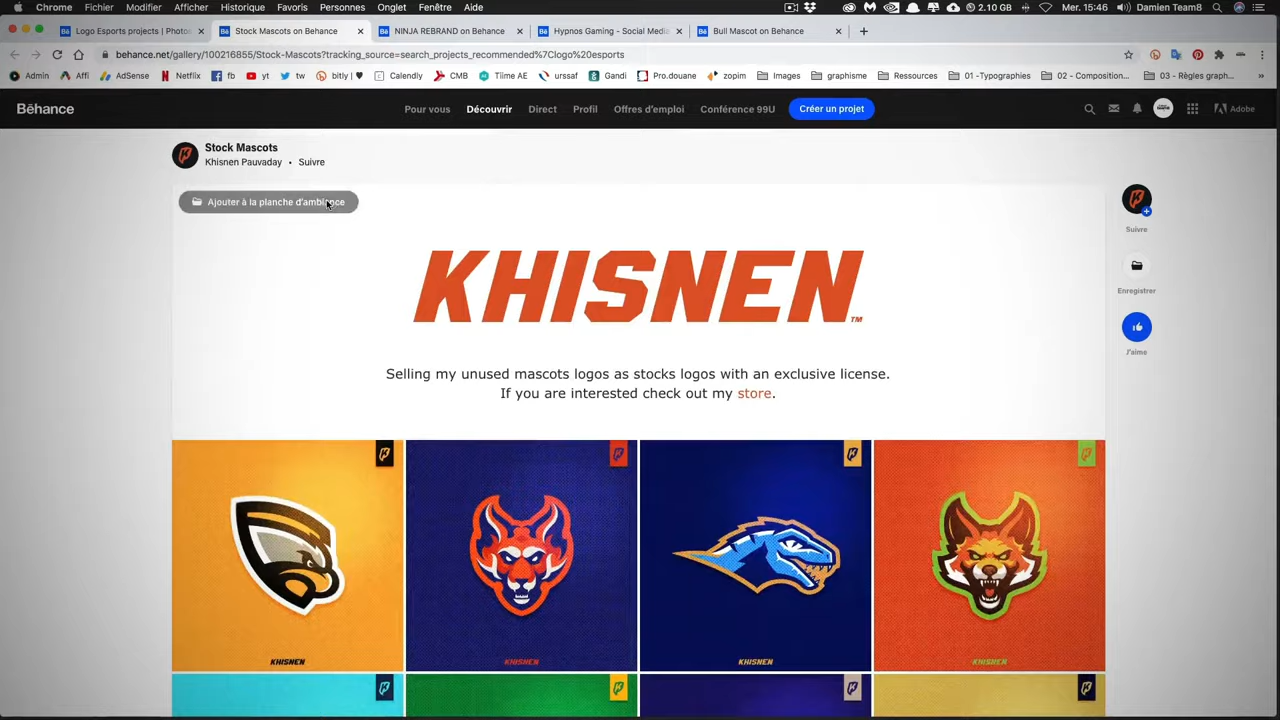 Chrome Fichier Modifier Afficher Historique Favoris Personnes Onglet Fenêtre Aide 2.10 GB Mer. 15:46 Damien Team8
Logo Esports projects | Photos Stock Mascots on Behance NINJA REBRAND on Behance Hypnos Gaming - Social Media Bull Mascot on Behance
behance.net/gallery/100216855/Stock-Mascots?tracking_source=search_projects_recommended%7Clogo%20esports
Admin Affi AdSense Netflix fb yt tw bitly | Calendly CMB Tiime AE urssaf Gandi Pro.douane zopim Images graphisme Ressources 01 -Typographies 02 - Composition... 03 - Règles graph... »
Bēhance Pour vous Découvrir Direct Profil Offres d'emploi Conférence 99U Créer un projet Adobe
Stock Mascots
Khisnen Pauvaday • Suivre
Ajouter à la planche d'ambiance
Suivre
Enregistrer
J'aime
KHISNEN™
Selling my unused mascots logos as stocks logos with an exclusive license.
If you are interested check out my store.
KHISNEN KHISNEN KHISNEN KHISNEN